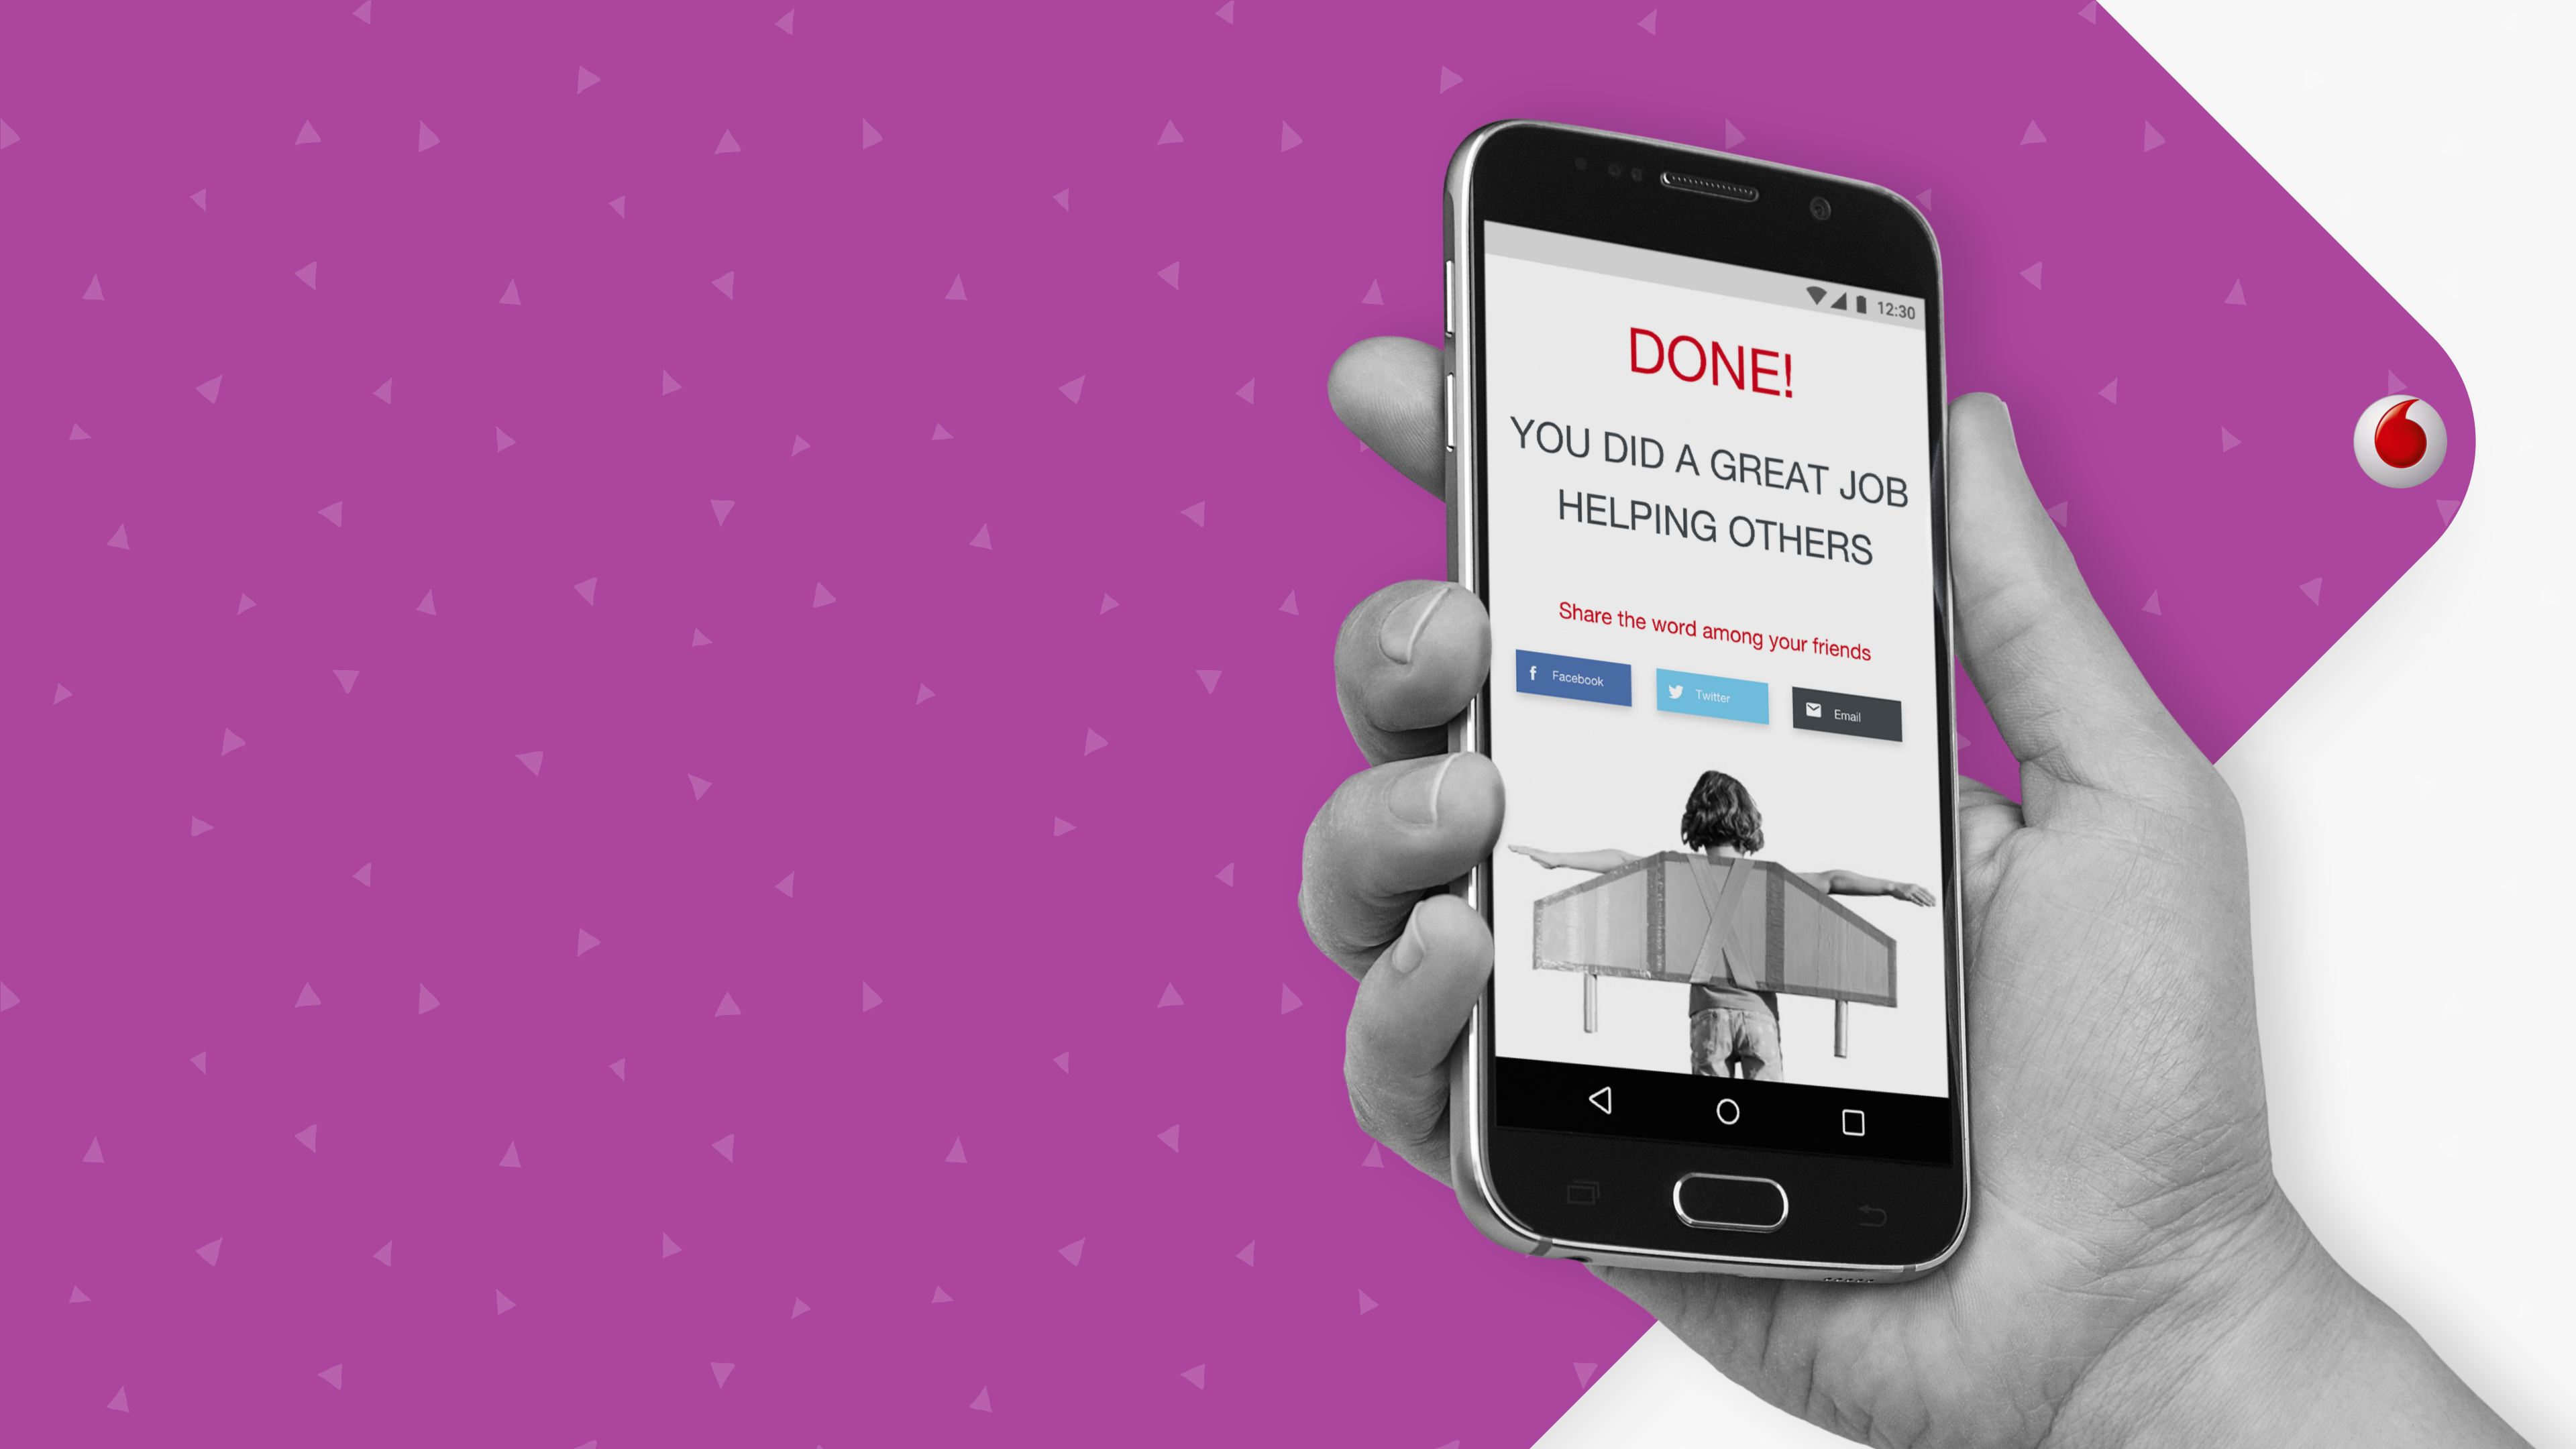 12:30
DONE!
YOU DID A GREAT JOB
HELPING OTHERS
Share the word among your friends
Facebook
Twitter
Email